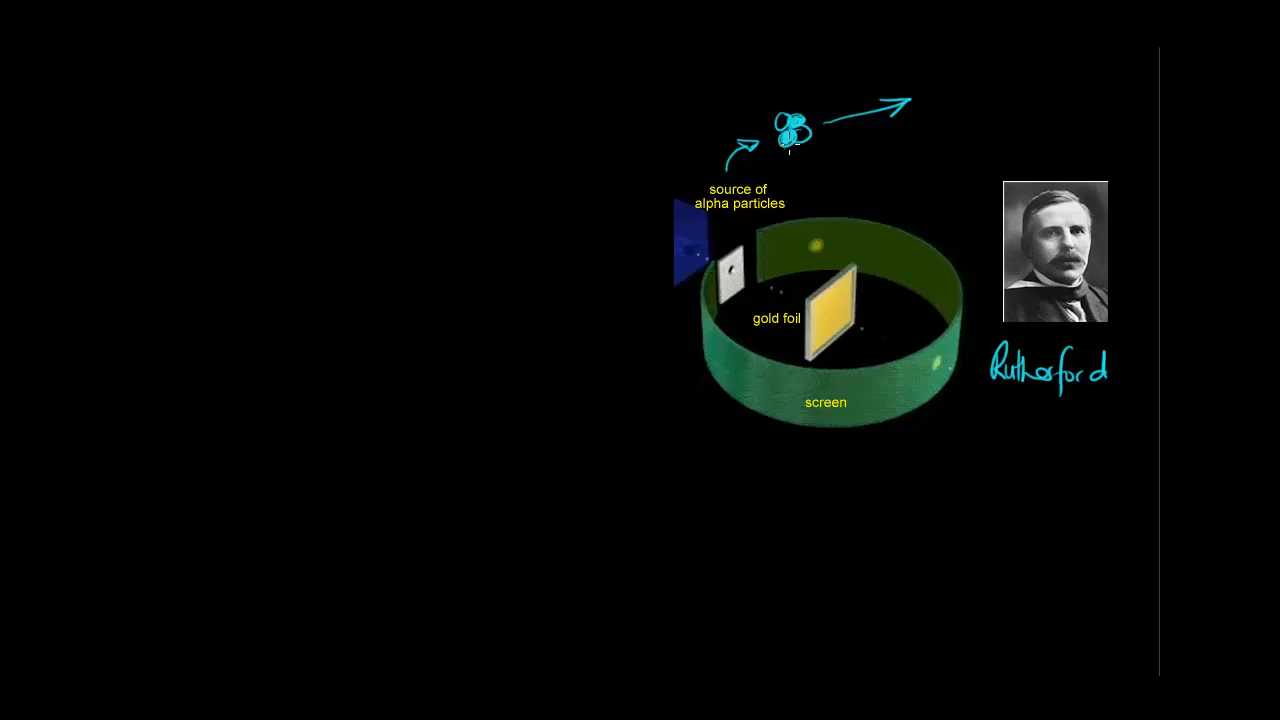 source of
alpha particles
gold foil
screen
Rutherford